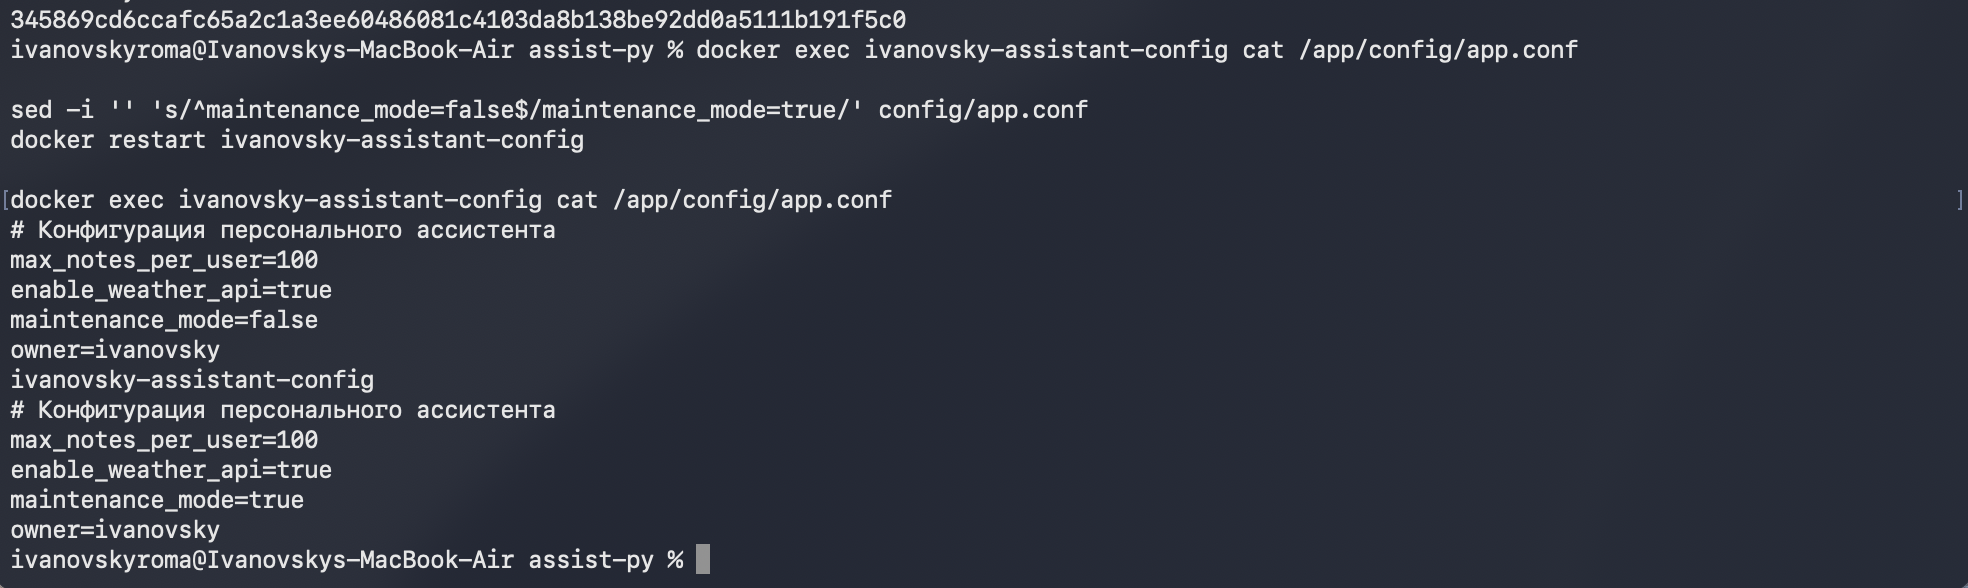 345869cd6ccafc65a2c1a3ee60486081c4103da8b138be92dd0a5111b191f5c0
ivanovskyroma@Ivanovskys-MacBook-Air assist-py % docker exec ivanovsky-assistant-config cat /app/config/app.conf
sed -i '' 's/^maintenance_mode=false$/maintenance_mode=true/' config/app.conf
docker restart ivanovsky-assistant-config
[docker exec ivanovsky-assistant-config cat /app/config/app.conf ]
# Конфигурация персонального ассистента
max_notes_per_user=100
enable_weather_api=true
maintenance_mode=false
owner=ivanovsky
ivanovsky-assistant-config
# Конфигурация персонального ассистента
max_notes_per_user=100
enable_weather_api=true
maintenance_mode=true
owner=ivanovsky
ivanovskyroma@Ivanovskys-MacBook-Air assist-py %